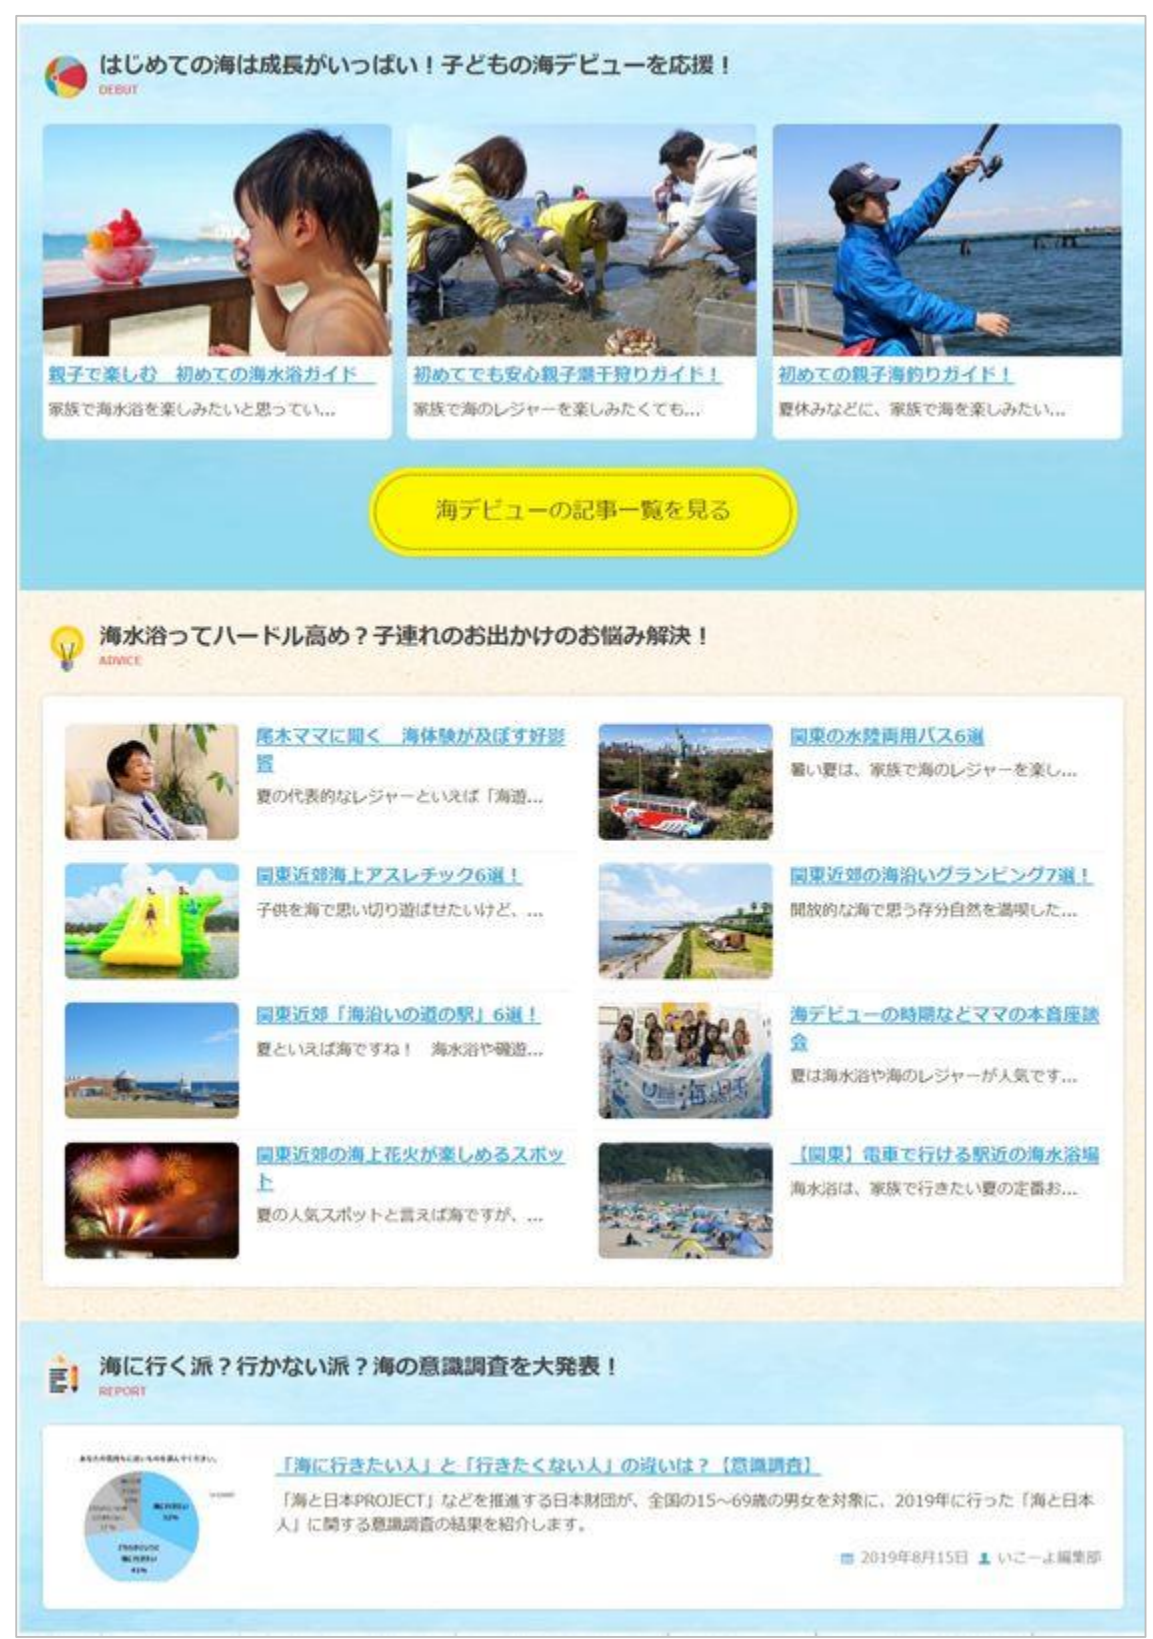 はじめての海は成長がいっぱい！子どもの海デビューを応援！
DEBUT
親子で楽しむ　初めての海水浴ガイド
家族で海水浴を楽しみたいと思ってい...
初めてでも安心親子潮干狩りガイド！
家族で海のレジャーを楽しみたくても...
初めての親子海釣りガイド！
夏休みなどに、家族で海を楽しみたい...
海デビューの記事一覧を見る
海水浴ってハードル高め？子連れのお出かけのお悩み解決！
ADVICE
尾木ママに聞く　海体験が及ぼす好影
響
夏の代表的なレジャーといえば「海遊...
関東の水陸両用バス6選
暑い夏は、家族で海のレジャーを楽し...
関東近郊海上アスレチック6選！
子供を海で思い切り遊ばせたいけど、...
関東近郊の海沿いグランピング7選！
開放的な海で思う存分自然を満喫した...
関東近郊「海沿いの道の駅」6選！
夏といえば海ですね！　海水浴や磯遊...
海デビューの時期などママの本音座談
会
夏は海水浴や海のレジャーが人気です...
関東近郊の海上花火が楽しめるスポッ
ト
夏の人気スポットと言えば海ですが、...
【関東】電車で行ける駅近の海水浴場
海水浴は、家族で行きたい夏の定番お...
海に行く派？行かない派？海の意識調査を大発表！
REPORT
あなたの気持ちに近いものを選んでください。
「海に行きたい人」と「行きたくない人」の違いは？【意識調査】
「海と日本PROJECT」などを推進する日本財団が、全国の15～69歳の男女を対象に、2019年に行った「海と日本
人」に関する意識調査の結果を紹介します。
2019年8月15日 いこーよ編集部